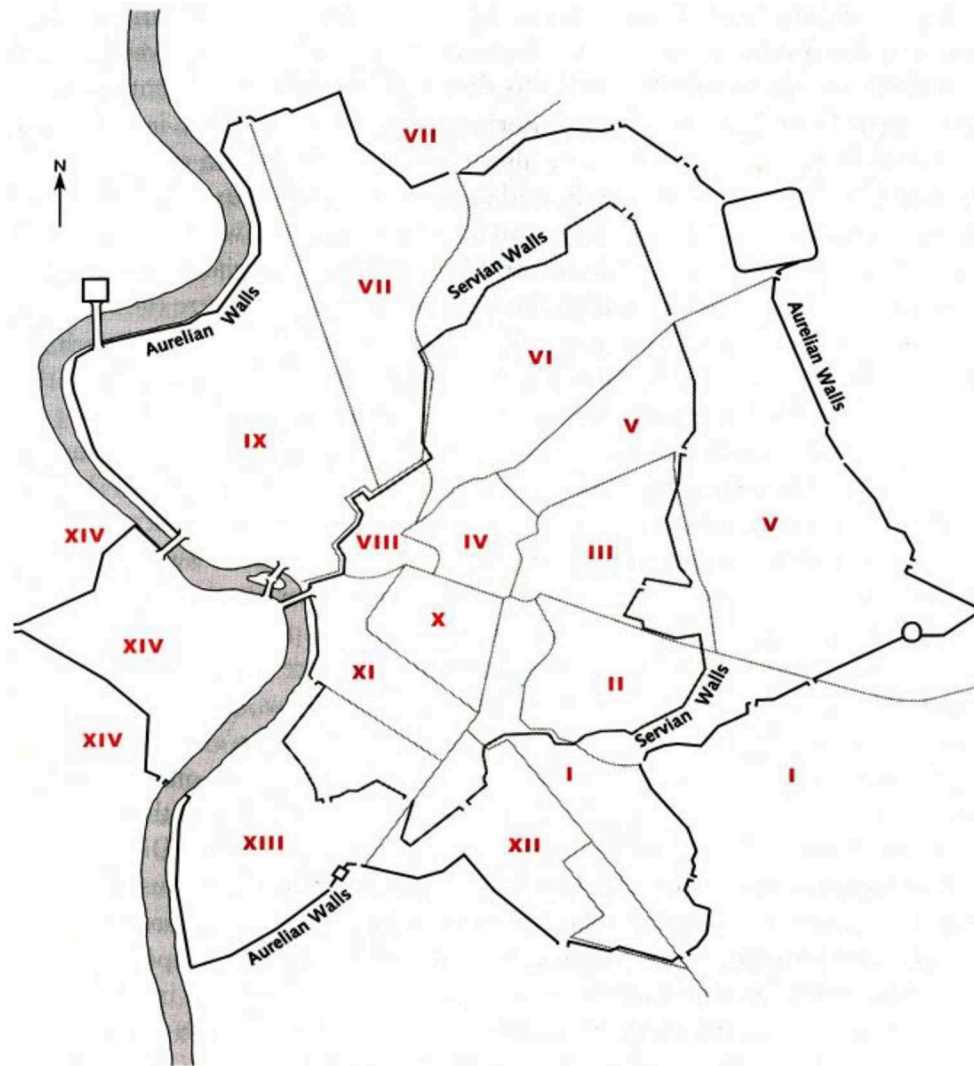 VII
N
VII
Servian Walls
Aurelian Walls
Aurelian Walls
VI
V
IX
V
XIV
VIII
IV
III
X
XIV
XI
II
Servian Walls
XIV
I
I
XIII
XII
Aurelian Walls